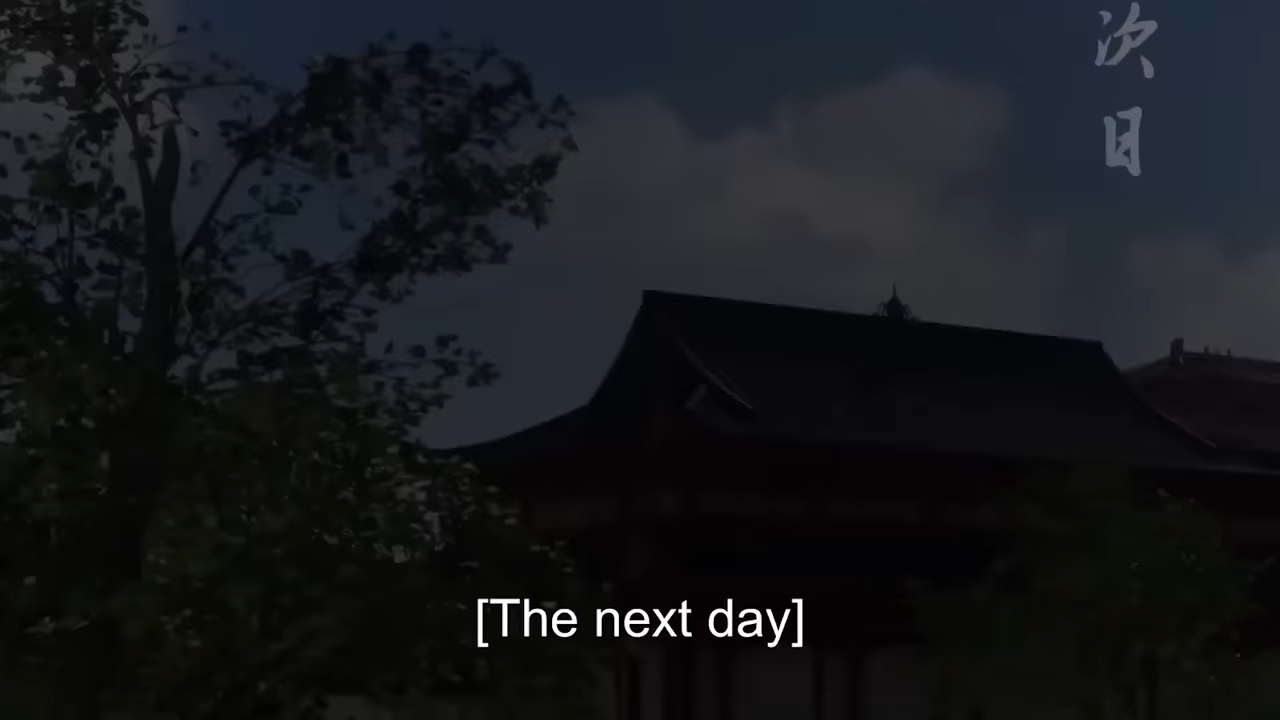 次日
[The next day]